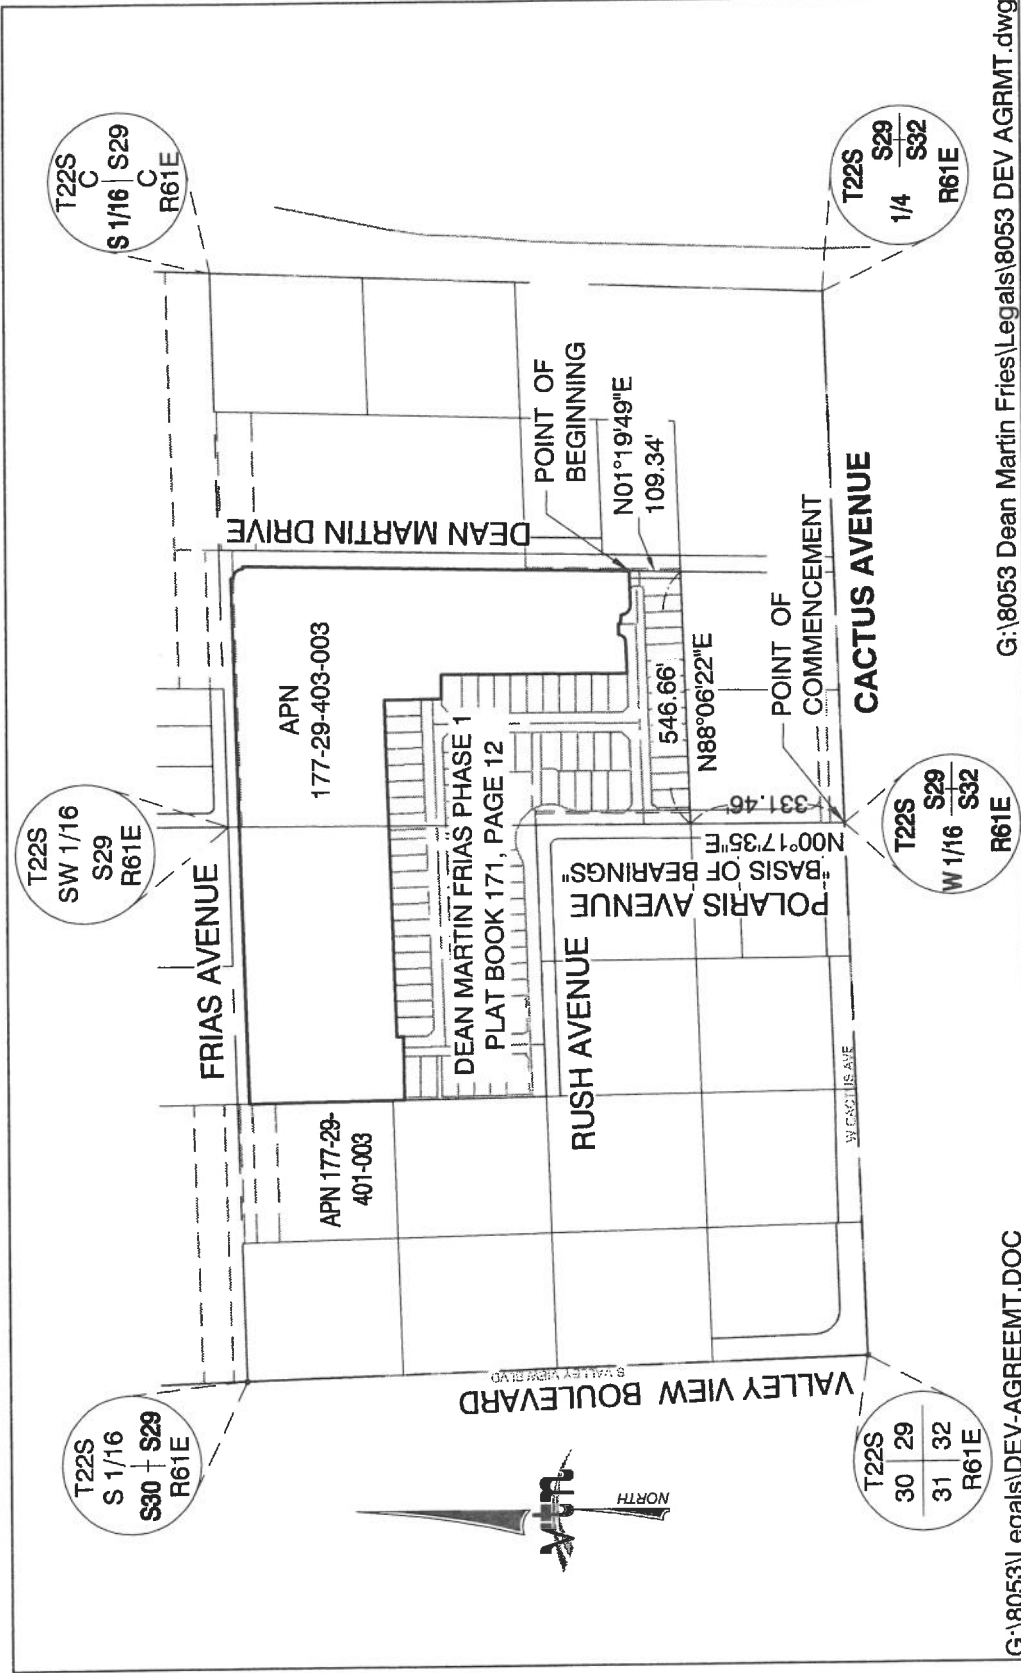 T22S
S 1/16
S30 S29
R61E
T22S
SW 1/16
S29
R61E
T22S
C
S 1/16 S29
C
R61E
FRIAS AVENUE
APN 177-29-
401-003
APN
177-29-403-003
DEAN MARTIN DRIVE
DEAN MARTIN FRIAS PHASE 1
PLAT BOOK 171, PAGE 12
POINT OF
BEGINNING
N01°19'49"E
109.34'
RUSH AVENUE
546.66'
N88°06'22"E
331.46'
N00°17'35"E
"BASIS OF BEARINGS"
POLARIS AVENUE
POINT OF
COMMENCEMENT
VALLEY VIEW BOULEVARD
S VALLEY VIEW BLVD
W CACTUS AVE
CACTUS AVENUE
NORTH
T22S
30 29
31 32
R61E
T22S
W 1/16 S29
S32
R61E
T22S
1/4 S29
S32
R61E
G:\8053\Legals\DEV-AGREEMT.DOC
G:\8053 Dean Martin Fries\Legals\8053 DEV AGRMT.dwg